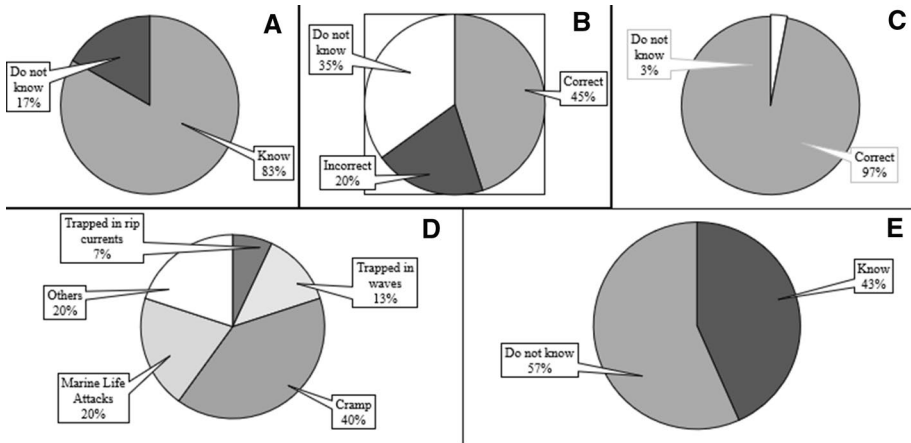 A
Do not
know
17%
Know
83%
B
Do not
know
35%
Correct
45%
Incorrect
20%
C
Do not
know
3%
Correct
97%
D
Trapped in rip
currents
7%
Trapped in
waves
13%
Others
20%
Marine Life
Attacks
20%
Cramp
40%
E
Know
43%
Do not know
57%